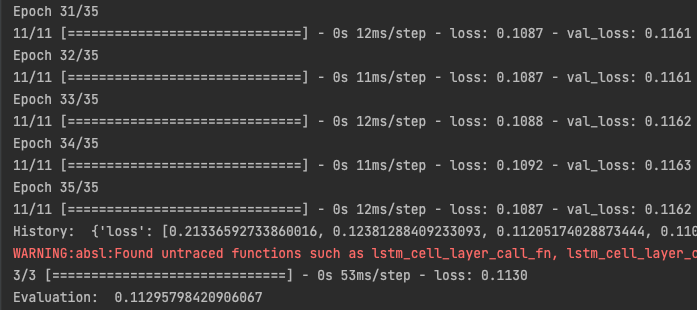 Epoch 31/35
11/11 [==============================] - 0s 12ms/step - loss: 0.1087 - val_loss: 0.1161
Epoch 32/35
11/11 [==============================] - 0s 11ms/step - loss: 0.1087 - val_loss: 0.1161
Epoch 33/35
11/11 [==============================] - 0s 12ms/step - loss: 0.1088 - val_loss: 0.1162
Epoch 34/35
11/11 [==============================] - 0s 11ms/step - loss: 0.1092 - val_loss: 0.1163
Epoch 35/35
11/11 [==============================] - 0s 12ms/step - loss: 0.1087 - val_loss: 0.1162
History:  {'loss': [0.21336592733860016, 0.12381288409233093, 0.11205174028873444, 0.110
WARNING:absl:Found untraced functions such as lstm_cell_layer_call_fn, lstm_cell_layer_c
3/3 [==============================] - 0s 53ms/step - loss: 0.1130
Evaluation:  0.11295798420906067